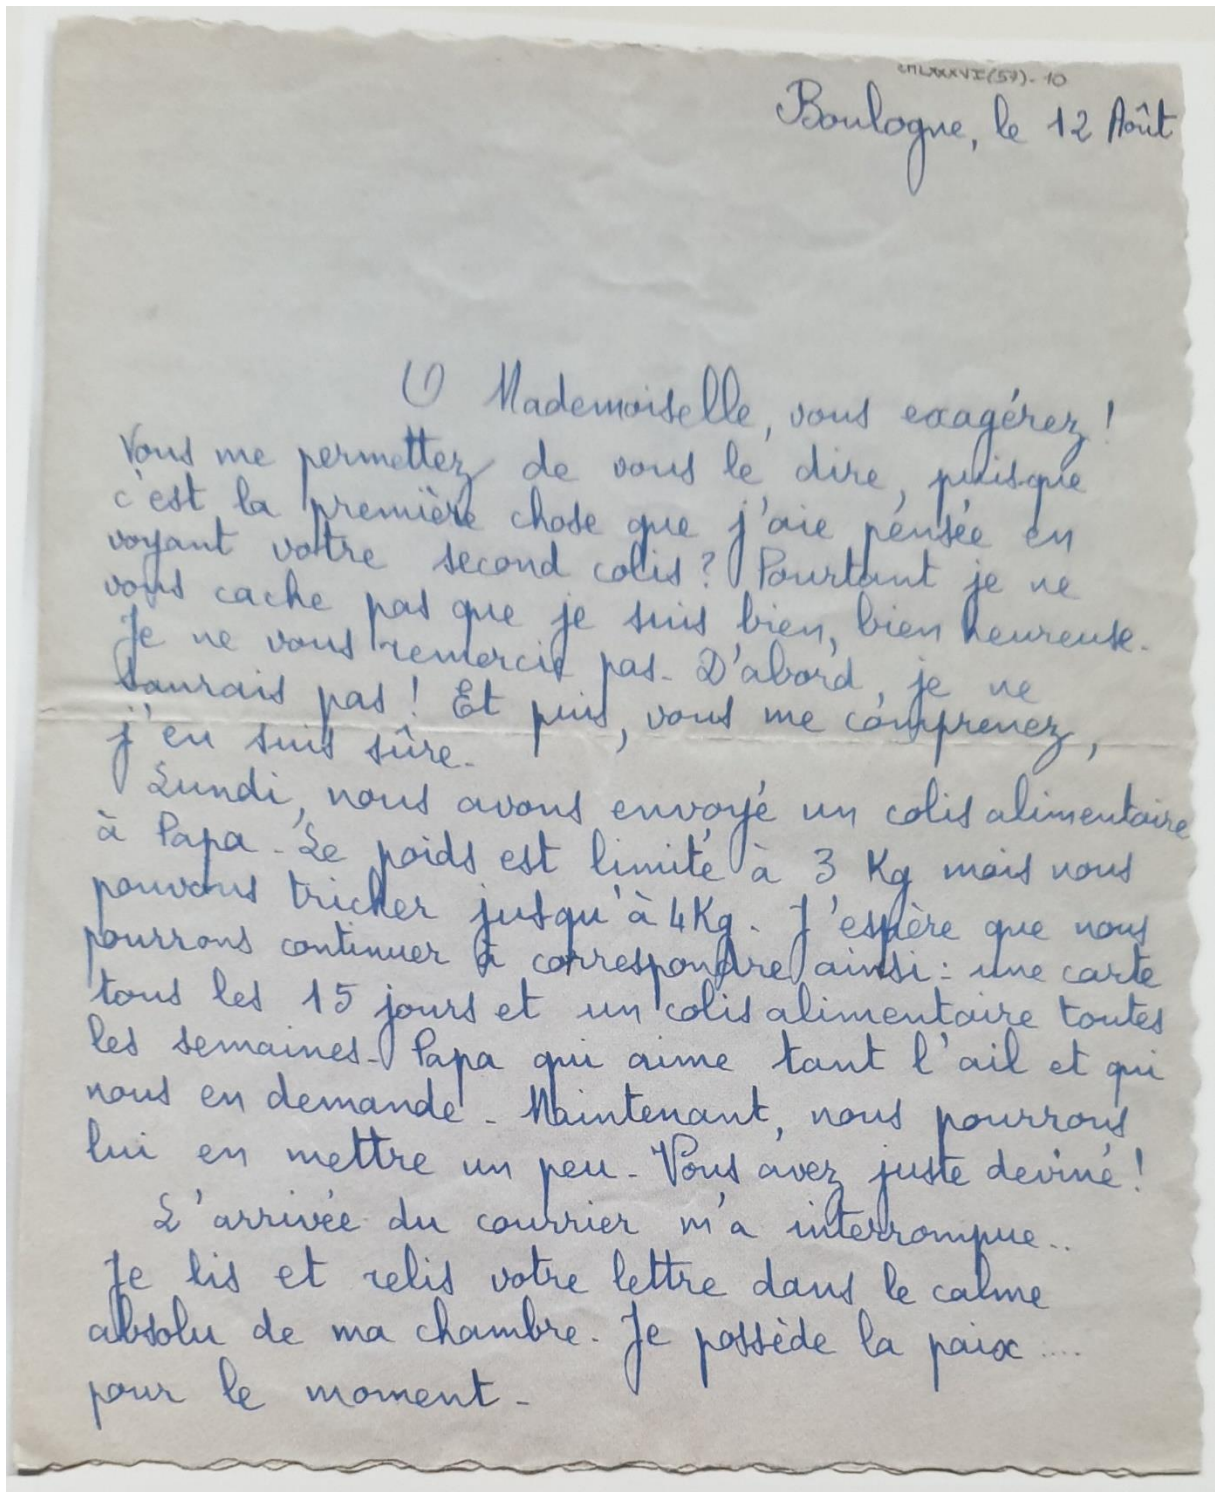 (57)-10
Boulogne, le 12 Août
O Mademoiselle, vous exagérez !
Vous me permettez de vous le dire, puisque
c'est la première chose que j'aie pensée en
voyant votre second colis ? Pourtant je ne
vous cache pas que je suis bien, bien heureuse.
Je ne vous remercie pas. D'abord, je ne
saurais pas ! Et puis, vous me comprenez,
j'en suis sûre.
Lundi, nous avons envoyé un colis alimentaire
à Papa. Le poids est limité à 3 Kg mais nous
pouvons tricher jusqu'à 4 Kg. J'espère que nous
pourrons continuer à correspondre ainsi : une carte
tous les 15 jours et un colis alimentaire toutes
les semaines. Papa qui aime tant l'ail et qui
nous en demande. Maintenant, nous pourrons
lui en mettre un peu. Vous avez juste deviné !
L'arrivée du courrier m'a interrompue..
Je lis et relis votre lettre dans le calme
absolu de ma chambre. Je possède la paix ....
pour le moment.